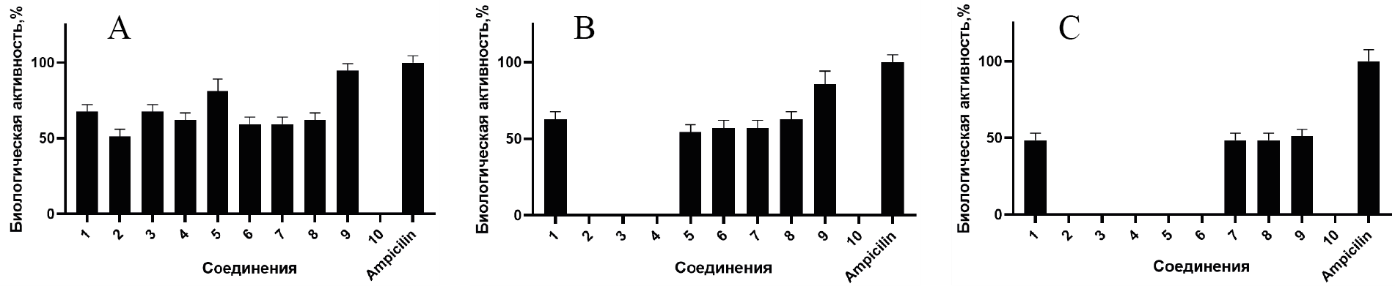 A
Биологическая активность,%
100
50
0
1 2 3 4 5 6 7 8 9 10 Ampicilin
Соединения
B
Биологическая активность,%
100
50
0
1 2 3 4 5 6 7 8 9 10 Ampicilin
Соединения
C
Биологическая активность,%
100
50
0
1 2 3 4 5 6 7 8 9 10 Ampicilin
Соединения